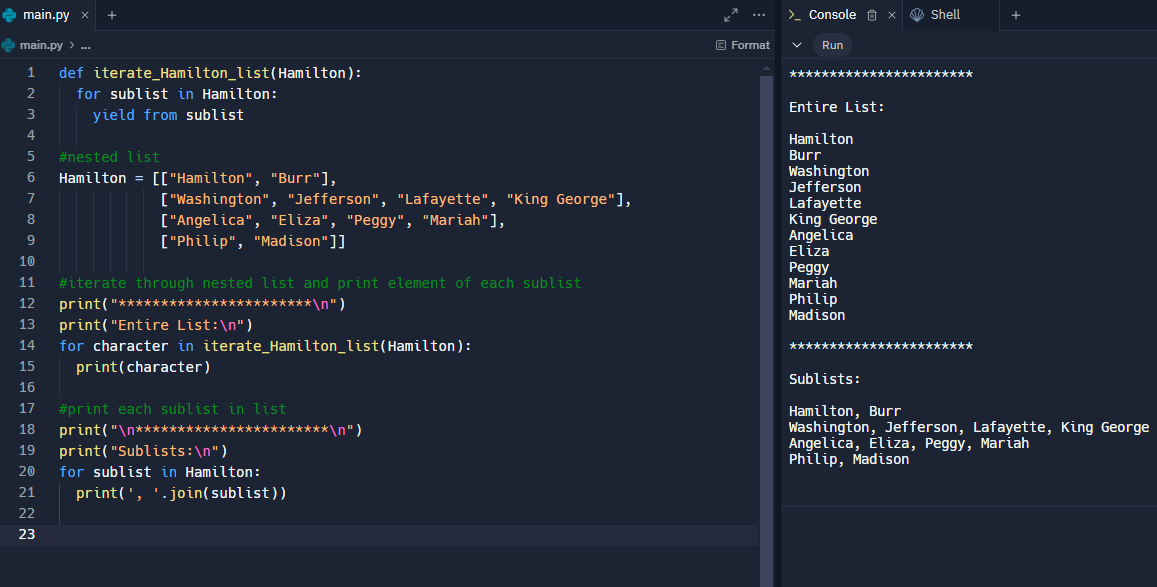 main.py × +
main.py > ...
Format
1 def iterate_Hamilton_list(Hamilton):
2   for sublist in Hamilton:
3     yield from sublist
4
5 #nested list
6 Hamilton = [["Hamilton", "Burr"],
7             ["Washington", "Jefferson", "Lafayette", "King George"],
8             ["Angelica", "Eliza", "Peggy", "Mariah"],
9             ["Philip", "Madison"]]
10
11 #iterate through nested list and print element of each sublist
12 print("***********************\n")
13 print("Entire List:\n")
14 for character in iterate_Hamilton_list(Hamilton):
15   print(character)
16
17 #print each sublist in list
18 print("\n***********************\n")
19 print("Sublists:\n")
20 for sublist in Hamilton:
21   print(', '.join(sublist))
22
23
Console × Shell +
Run
***********************
Entire List:
Hamilton
Burr
Washington
Jefferson
Lafayette
King George
Angelica
Eliza
Peggy
Mariah
Philip
Madison
***********************
Sublists:
Hamilton, Burr
Washington, Jefferson, Lafayette, King George
Angelica, Eliza, Peggy, Mariah
Philip, Madison